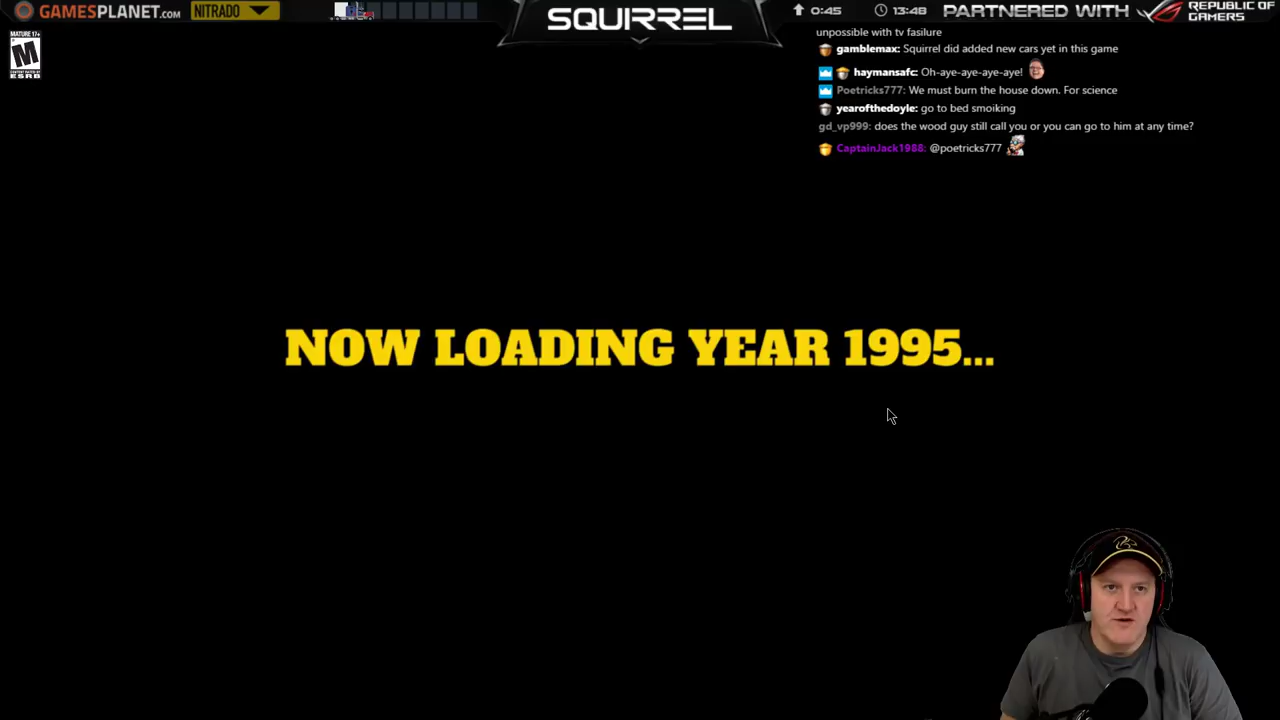 GAMESPLANET.COM NITRADO SQUIRREL 0:45 13:48 PARTNERED WITH REPUBLIC OF GAMERS
MATURE 17+
M
ESRB
unpossible with tv fasilure
gamblemax: Squirrel did added new cars yet in this game
haymansafc: Oh-aye-aye-aye-aye!
Poetricks777: We must burn the house down. For science
yearofthedoyle: go to bed smoiking
gd_vp999: does the wood guy still call you or you can go to him at any time?
CaptainJack1988: @poetricks777
NOW LOADING YEAR 1995...